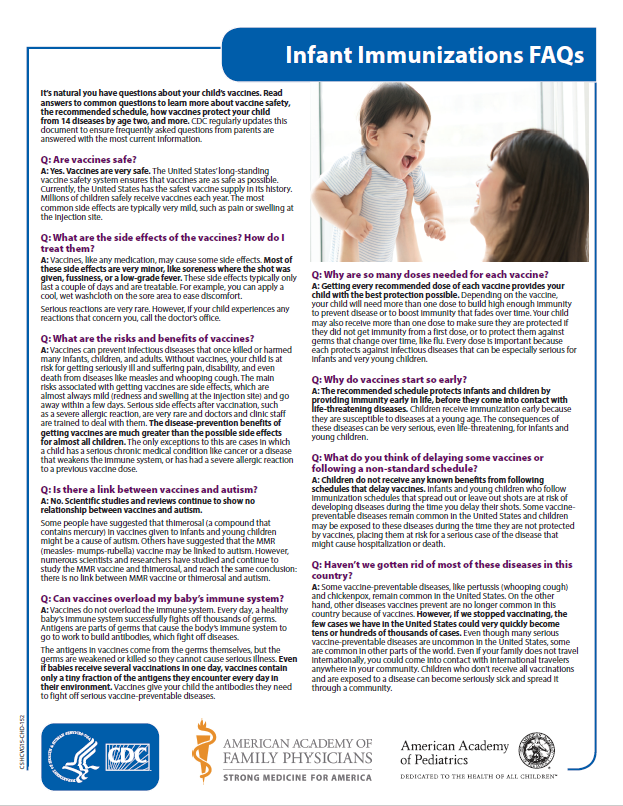 Infant Immunizations FAQs
It's natural you have questions about your child's vaccines. Read
answers to common questions to learn more about vaccine safety,
the recommended schedule, how vaccines protect your child
from 14 diseases by age two, and more. CDC regularly updates this
document to ensure frequently asked questions from parents are
answered with the most current information.
Q: Are vaccines safe?
A: Yes. Vaccines are very safe. The United States' long-standing
vaccine safety system ensures that vaccines are as safe as possible.
Currently, the United States has the safest vaccine supply in its history.
Millions of children safely receive vaccines each year. The most
common side effects are typically very mild, such as pain or swelling at
the injection site.
Q: What are the side effects of the vaccines? How do I
treat them?
A: Vaccines, like any medication, may cause some side effects. Most of
these side effects are very minor, like soreness where the shot was
given, fussiness, or a low-grade fever. These side effects typically only
last a couple of days and are treatable. For example, you can apply a
cool, wet washcloth on the sore area to ease discomfort.
Serious reactions are very rare. However, if your child experiences any
reactions that concern you, call the doctor's office.
Q: What are the risks and benefits of vaccines?
A: Vaccines can prevent infectious diseases that once killed or harmed
many infants, children, and adults. Without vaccines, your child is at
risk for getting seriously ill and suffering pain, disability, and even
death from diseases like measles and whooping cough. The main
risks associated with getting vaccines are side effects, which are
almost always mild (redness and swelling at the injection site) and go
away within a few days. Serious side effects after vaccination, such
as a severe allergic reaction, are very rare and doctors and clinic staff
are trained to deal with them. The disease-prevention benefits of
getting vaccines are much greater than the possible side effects
for almost all children. The only exceptions to this are cases in which
a child has a serious chronic medical condition like cancer or a disease
that weakens the immune system, or has had a severe allergic reaction
to a previous vaccine dose.
Q: Is there a link between vaccines and autism?
A: No. Scientific studies and reviews continue to show no
relationship between vaccines and autism.
Some people have suggested that thimerosal (a compound that
contains mercury) in vaccines given to infants and young children
might be a cause of autism. Others have suggested that the MMR
(measles- mumps-rubella) vaccine may be linked to autism. However,
numerous scientists and researchers have studied and continue to
study the MMR vaccine and thimerosal, and reach the same conclusion:
there is no link between MMR vaccine or thimerosal and autism.
Q: Can vaccines overload my baby's immune system?
A: Vaccines do not overload the immune system. Every day, a healthy
baby's immune system successfully fights off thousands of germs.
Antigens are parts of germs that cause the body's immune system to
go to work to build antibodies, which fight off diseases.
The antigens in vaccines come from the germs themselves, but the
germs are weakened or killed so they cannot cause serious illness. Even
if babies receive several vaccinations in one day, vaccines contain
only a tiny fraction of the antigens they encounter every day in
their environment. Vaccines give your child the antibodies they need
to fight off serious vaccine-preventable diseases.
Q: Why are so many doses needed for each vaccine?
A: Getting every recommended dose of each vaccine provides your
child with the best protection possible. Depending on the vaccine,
your child will need more than one dose to build high enough immunity
to prevent disease or to boost immunity that fades over time. Your child
may also receive more than one dose to make sure they are protected if
they did not get immunity from a first dose, or to protect them against
germs that change over time, like flu. Every dose is important because
each protects against infectious diseases that can be especially serious for
infants and very young children.
Q: Why do vaccines start so early?
A: The recommended schedule protects infants and children by
providing immunity early in life, before they come into contact with
life-threatening diseases. Children receive immunization early because
they are susceptible to diseases at a young age. The consequences of
these diseases can be very serious, even life-threatening, for infants and
young children.
Q: What do you think of delaying some vaccines or
following a non-standard schedule?
A: Children do not receive any known benefits from following
schedules that delay vaccines. Infants and young children who follow
immunization schedules that spread out or leave out shots are at risk of
developing diseases during the time you delay their shots. Some vaccine-
preventable diseases remain common in the United States and children
may be exposed to these diseases during the time they are not protected
by vaccines, placing them at risk for a serious case of the disease that
might cause hospitalization or death.
Q: Haven't we gotten rid of most of these diseases in this
country?
A: Some vaccine-preventable diseases, like pertussis (whooping cough)
and chickenpox, remain common in the United States. On the other
hand, other diseases vaccines prevent are no longer common in this
country because of vaccines. However, if we stopped vaccinating, the
few cases we have in the United States could very quickly become
tens or hundreds of thousands of cases. Even though many serious
vaccine-preventable diseases are uncommon in the United States, some
are common in other parts of the world. Even if your family does not travel
internationally, you could come into contact with international travelers
anywhere in your community. Children who don't receive all vaccinations
and are exposed to a disease can become seriously sick and spread it
through a community.
CS HCVG15-CHD-152
CDC
AMERICAN ACADEMY OF
FAMILY PHYSICIANS
STRONG MEDICINE FOR AMERICA
American Academy
of Pediatrics
DEDICATED TO THE HEALTH OF ALL CHILDREN™